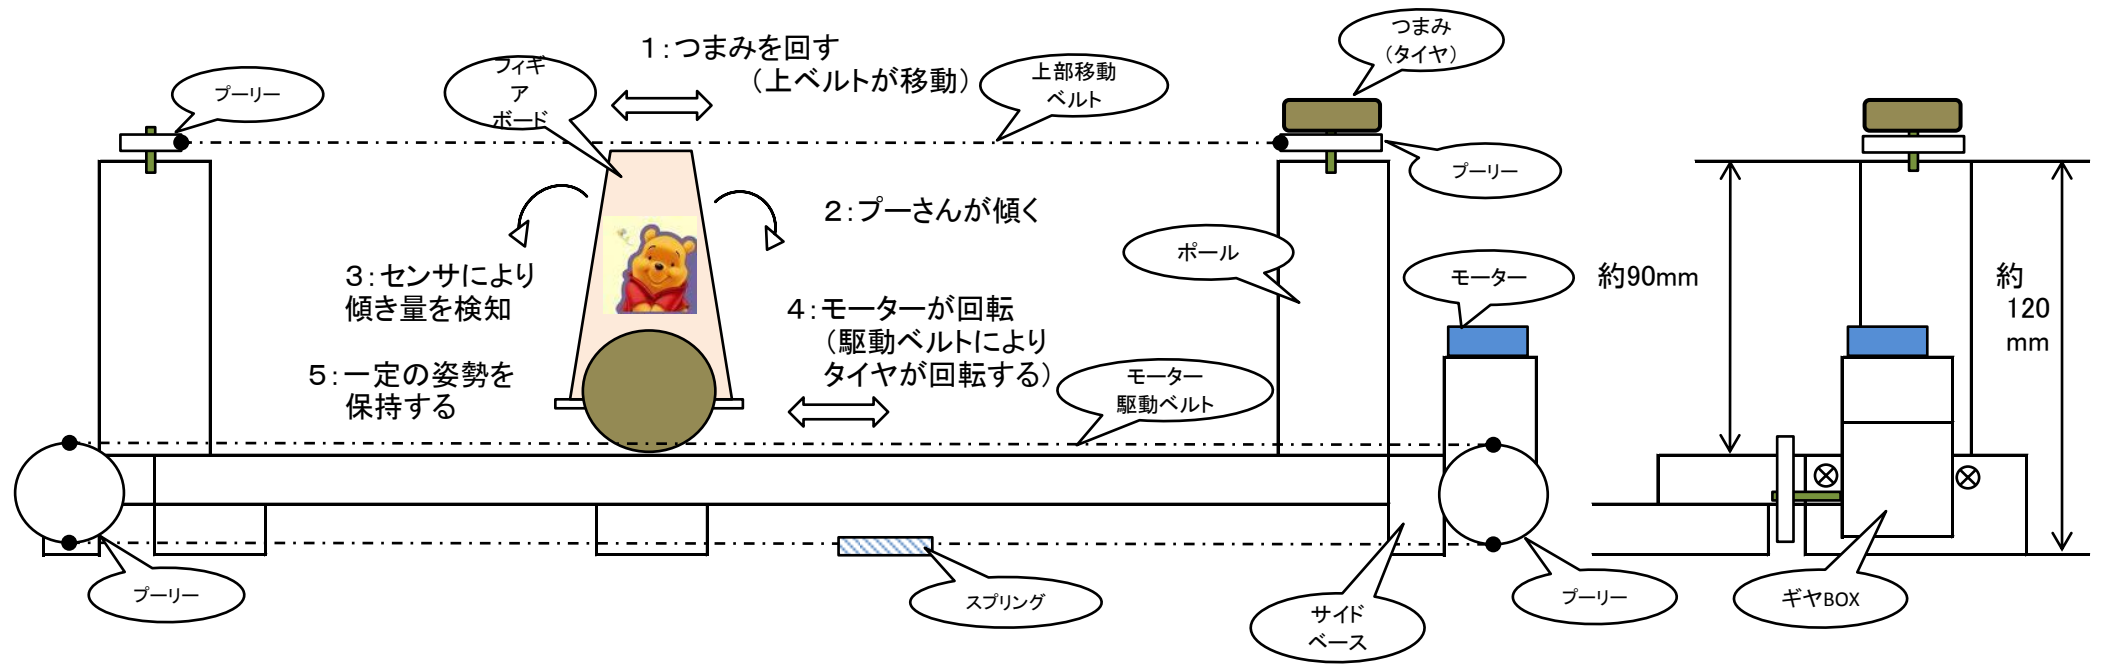 プーリー
フィギ
ア
ボード
1：つまみを回す
（上ベルトが移動）
上部移動
ベルト
つまみ
（タイヤ）
プーリー
2：プーさんが傾く
ポール
3：センサにより
傾き量を検知
4：モーターが回転
（駆動ベルトにより
タイヤが回転する）
モーター
約90mm
約
120
mm
5：一定の姿勢を
保持する
モーター
駆動ベルト
プーリー
スプリング
サイド
ベース
プーリー
ギヤBOX